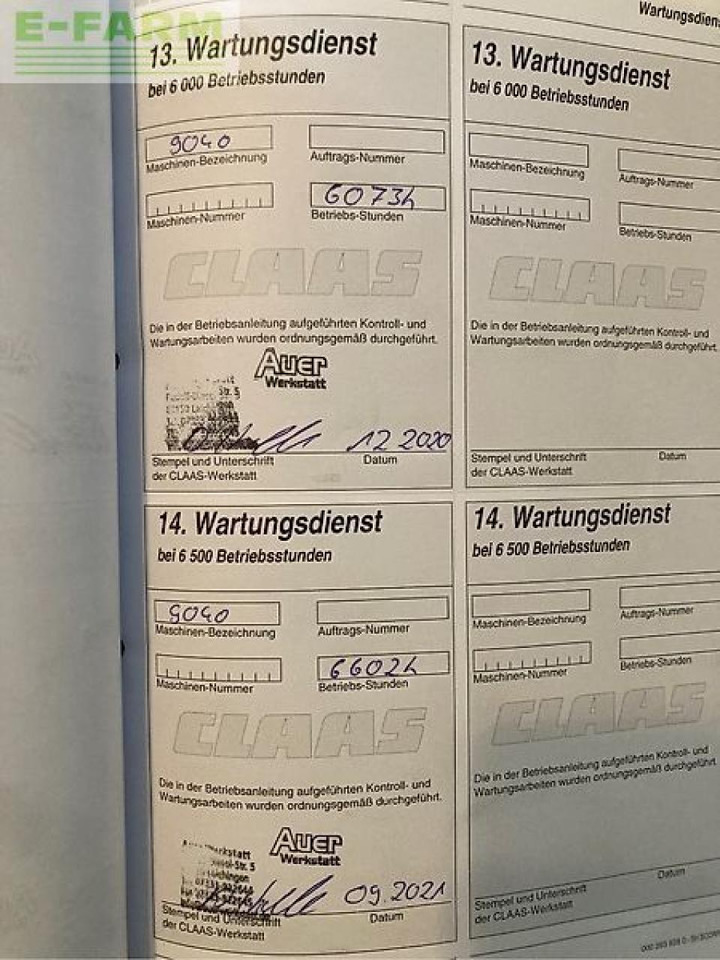 E-FARM
Wartungsdien
13. Wartungsdienst
bei 6 000 Betriebsstunden
9040
Maschinen-Bezeichnung
Auftrags-Nummer
6073h
Maschinen-Nummer
Betriebs-Stunden
CLAAS
Die in der Betriebsanleitung aufgeführten Kontroll- und
Wartungsarbeiten wurden ordnungsgemäß durchgeführt.
Auer
Werkstatt
Str. 5
12 2020
Stempel und Unterschrift
der CLAAS-Werkstatt
Datum
14. Wartungsdienst
bei 6 500 Betriebsstunden
9040
Maschinen-Bezeichnung
Auftrags-Nummer
6602h
Maschinen-Nummer
Betriebs-Stunden
CLAAS
Die in der Betriebsanleitung aufgeführten Kontroll- und
Wartungsarbeiten wurden ordnungsgemäß durchgeführt.
Auer
Werkstatt
Str. 5
09.2021
Stempel und Unterschrift
der CLAAS-Werkstatt
Datum
13. Wartungsdienst
bei 6 000 Betriebsstunden
Maschinen-Bezeichnung
Auftrags-Nummer
Maschinen-Nummer
Betriebs-Stunden
CLAAS
Die in der Betriebsanleitung aufgeführten Kontroll- und
Wartungsarbeiten wurden ordnungsgemäß durchgeführt.
Stempel und Unterschrift
der CLAAS-Werkstatt
Datum
14. Wartungsdienst
bei 6 500 Betriebsstunden
Maschinen-Bezeichnung
Auftrags-Nummer
Maschinen-Nummer
Betriebs-Stunden
CLAAS
Die in der Betriebsanleitung aufgeführten Kontroll- und
Wartungsarbeiten wurden ordnungsgemäß durchgeführt.
Stempel und Unterschrift
der CLAAS-Werkstatt
Datum